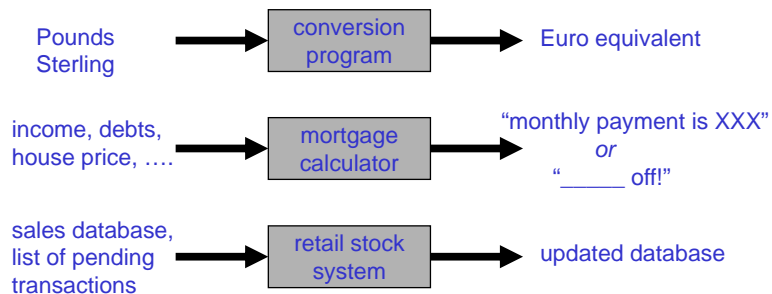 Pounds
Sterling
conversion
program
Euro equivalent
income, debts,
house price, ….
mortgage
calculator
“monthly payment is XXX”
or
“_____ off!”
sales database,
list of pending
transactions
retail stock
system
updated database